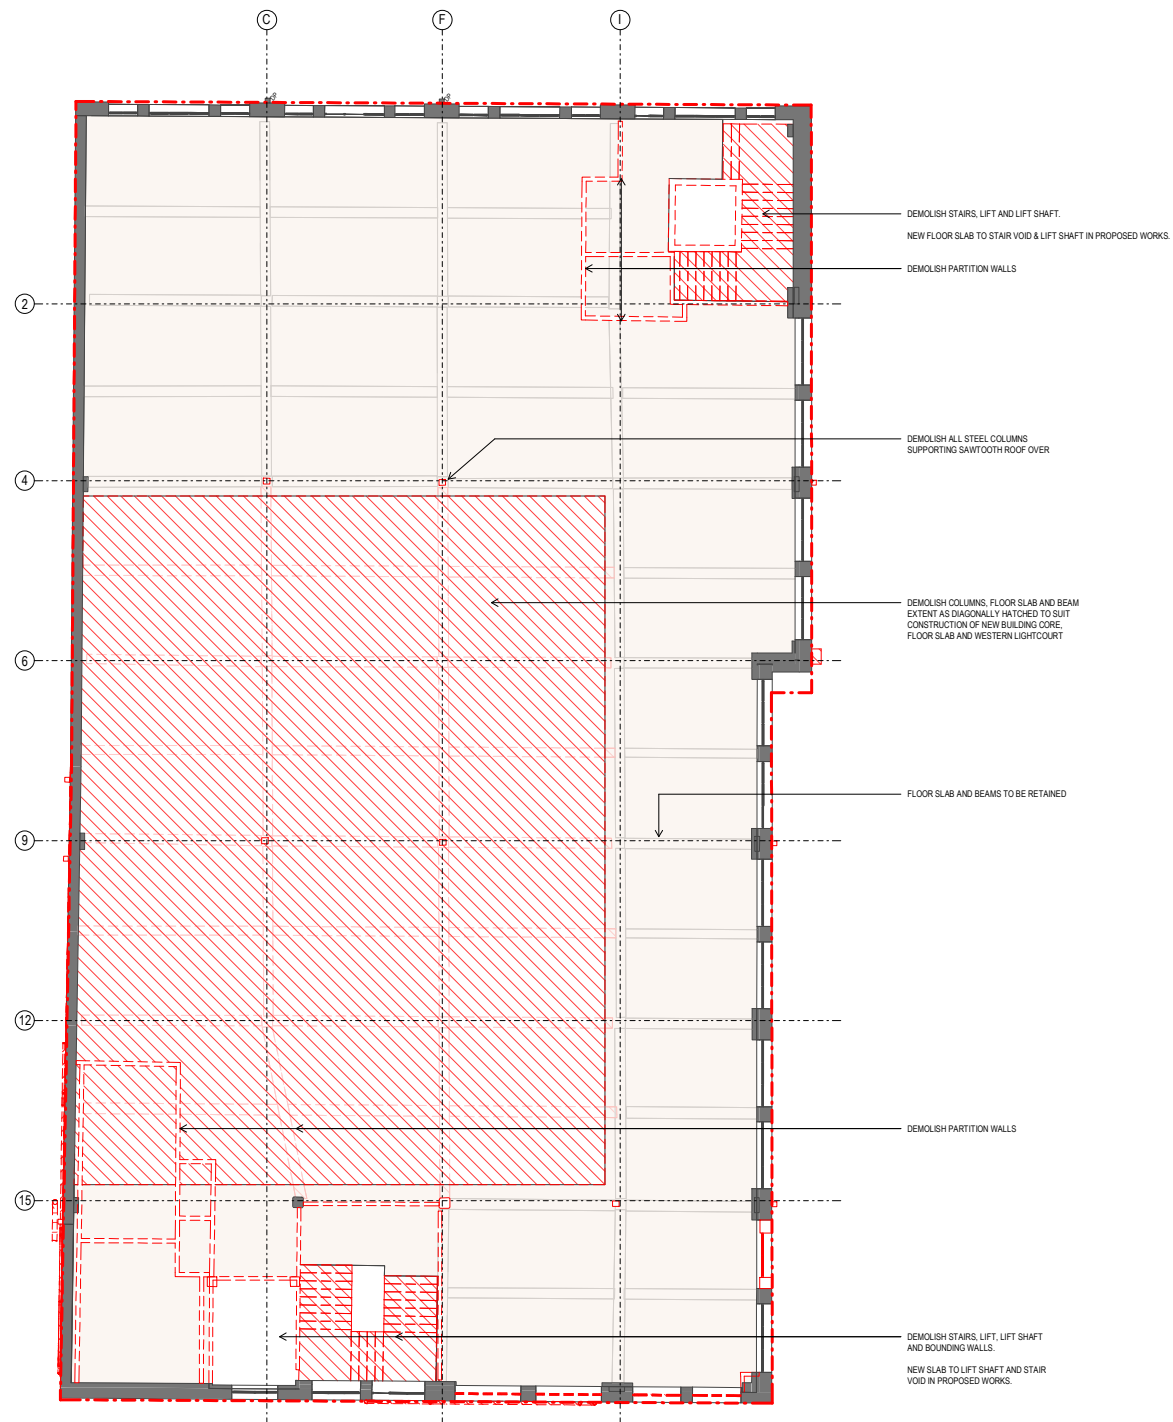 C
F
I
DEMOLISH STAIRS, LIFT AND LIFT SHAFT.
NEW FLOOR SLAB TO STAIR VOID & LIFT SHAFT IN PROPOSED WORKS.
DEMOLISH PARTITION WALLS
2
DEMOLISH ALL STEEL COLUMNS
SUPPORTING SAWTOOTH ROOF OVER
4
DEMOLISH COLUMNS, FLOOR SLAB AND BEAM
EXTENT AS DIAGONALLY HATCHED TO SUIT
CONSTRUCTION OF NEW BUILDING CORE,
FLOOR SLAB AND WESTERN LIGHTCOURT
6
FLOOR SLAB AND BEAMS TO BE RETAINED
9
12
DEMOLISH PARTITION WALLS
15
DEMOLISH STAIRS, LIFT, LIFT SHAFT
AND BOUNDING WALLS.
NEW SLAB TO LIFT SHAFT AND STAIR
VOID IN PROPOSED WORKS.